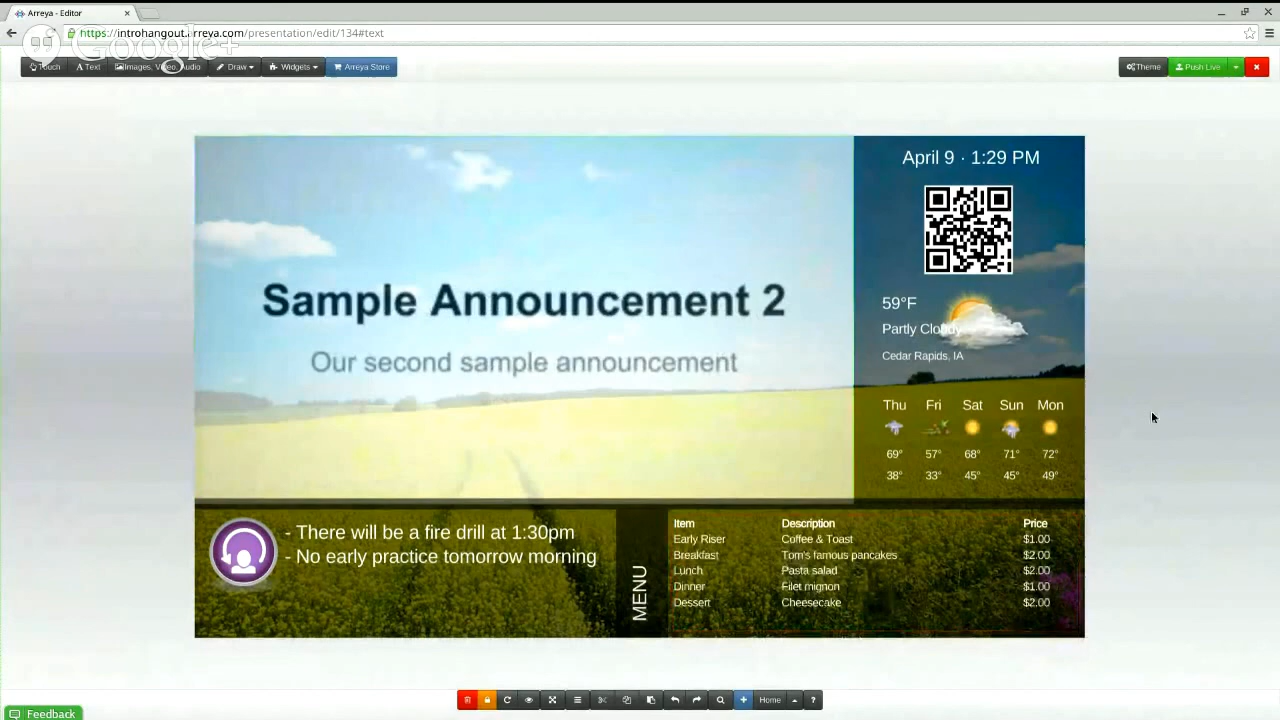 Arreya - Editor
https://introhangout.arreya.com/presentation/edit/134#text
Google+
Touch Text Images, Video, Audio Draw Widgets Arreya Store Theme Push Live
April 9 · 1:29 PM
Sample Announcement 2
Our second sample announcement
59°F
Partly Cloudy
Cedar Rapids, IA
Thu Fri Sat Sun Mon
69° 57° 68° 71° 72°
38° 33° 45° 45° 49°
- There will be a fire drill at 1:30pm
- No early practice tomorrow morning
MENU
Item Description Price
Early Riser Coffee & Toast $1.00
Breakfast Tom's famous pancakes $2.00
Lunch Pasta salad $2.00
Dinner Filet mignon $1.00
Dessert Cheesecake $2.00
Home ?
Feedback